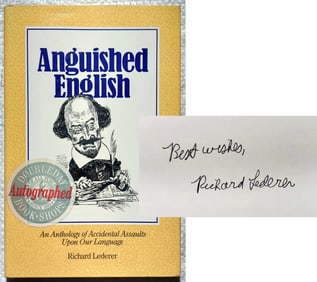 Anguished
English
DOUBLEDAY
Autographed
BOOK SHOPS
An Anthology of Accidental Assaults
Upon Our Language
Richard Lederer
Best wishes,
Richard Lederer